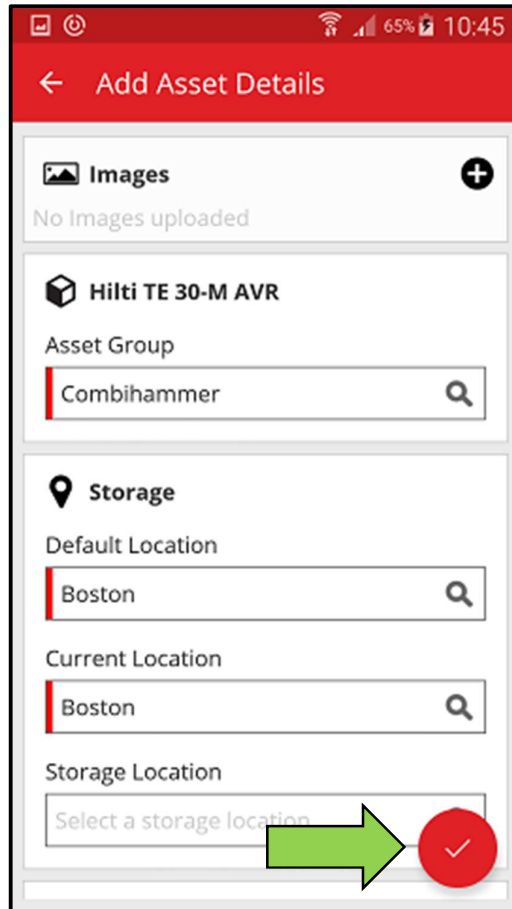 65% 10:45
Add Asset Details
Images
No Images uploaded
Hilti TE 30-M AVR
Asset Group
Combihammer
Storage
Default Location
Boston
Current Location
Boston
Storage Location
Select a storage location